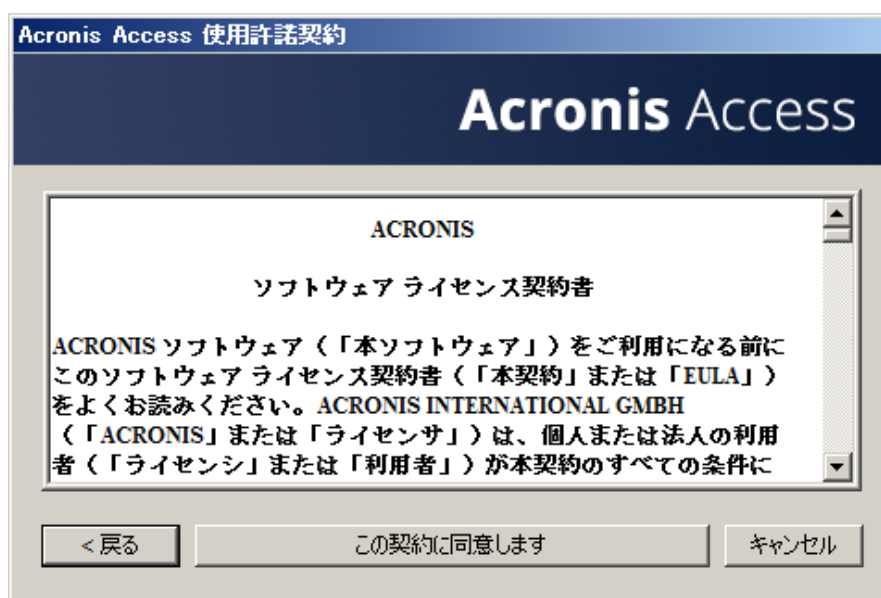 Acronis Access 使用許諾契約
Acronis Access
ACRONIS
ソフトウェア ライセンス契約書
ACRONIS ソフトウェア（「本ソフトウェア」）をご利用になる前に
このソフトウェア ライセンス契約書（「本契約」または「EULA」）
をよくお読みください。ACRONIS INTERNATIONAL GMBH
（「ACRONIS」または「ライセンサ」）は、個人または法人の利用
者（「ライセンシ」または「利用者」）が本契約のすべての条件に
< 戻る
この契約に同意します
キャンセル